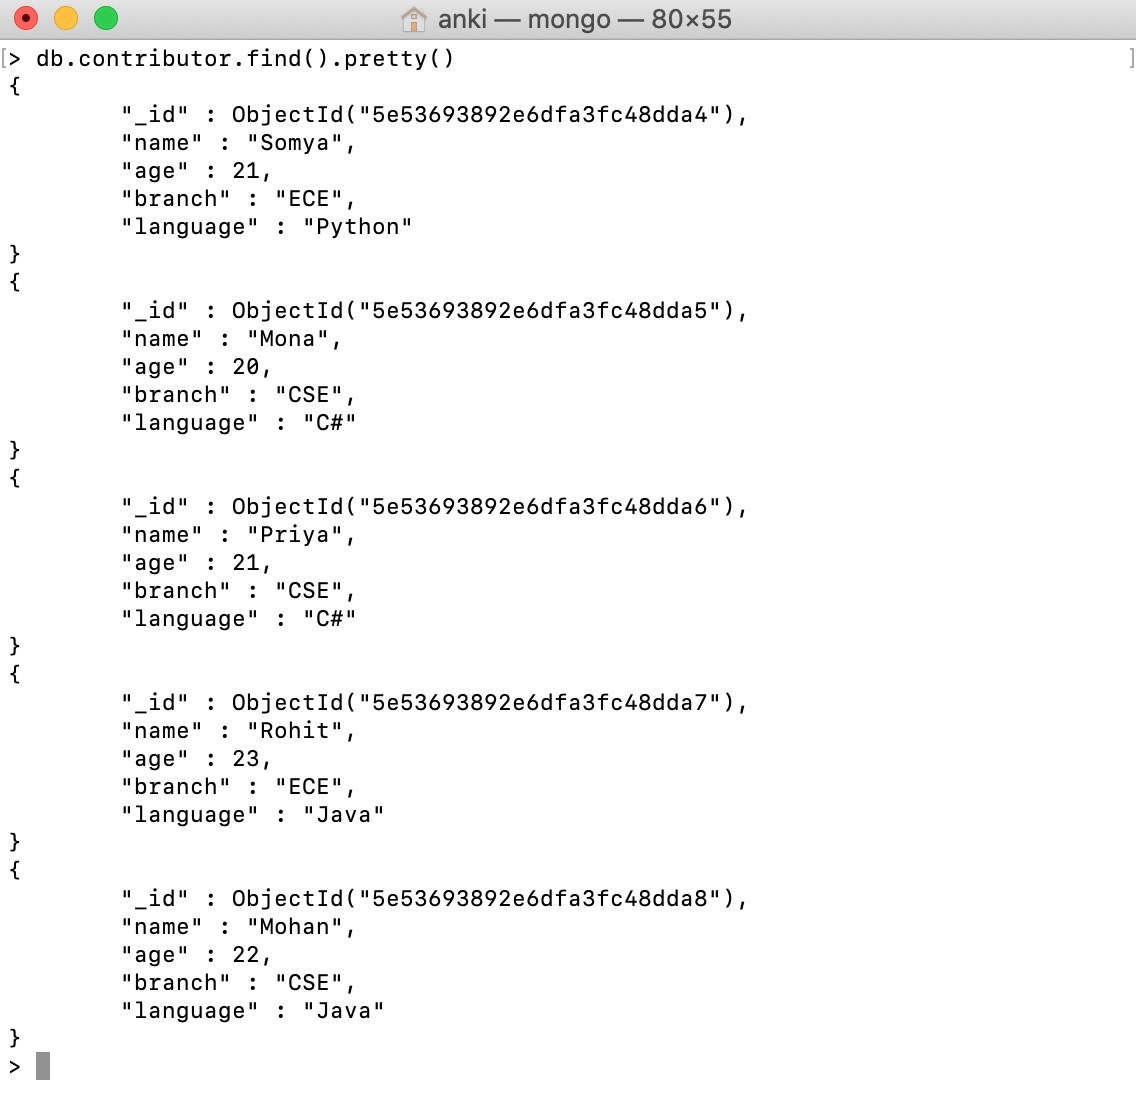 anki — mongo — 80×55
[> db.contributor.find().pretty() ]
{
"_id" : ObjectId("5e53693892e6dfa3fc48dda4"),
"name" : "Somya",
"age" : 21,
"branch" : "ECE",
"language" : "Python"
}
{
"_id" : ObjectId("5e53693892e6dfa3fc48dda5"),
"name" : "Mona",
"age" : 20,
"branch" : "CSE",
"language" : "C#"
}
{
"_id" : ObjectId("5e53693892e6dfa3fc48dda6"),
"name" : "Priya",
"age" : 21,
"branch" : "CSE",
"language" : "C#"
}
{
"_id" : ObjectId("5e53693892e6dfa3fc48dda7"),
"name" : "Rohit",
"age" : 23,
"branch" : "ECE",
"language" : "Java"
}
{
"_id" : ObjectId("5e53693892e6dfa3fc48dda8"),
"name" : "Mohan",
"age" : 22,
"branch" : "CSE",
"language" : "Java"
}
>